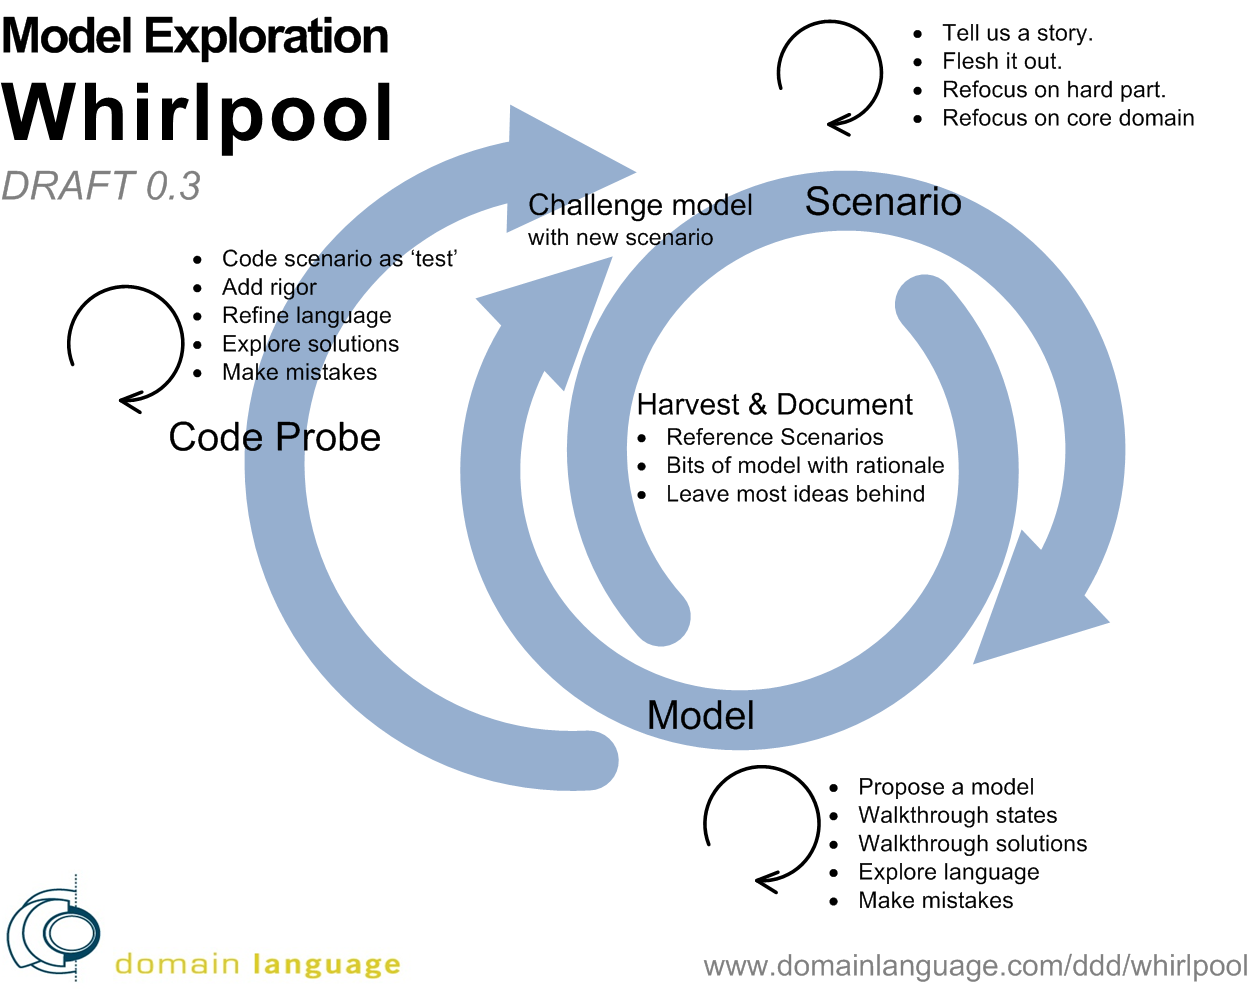 Model Exploration
Whirlpool
DRAFT 0.3
• Tell us a story.
• Flesh it out.
• Refocus on hard part.
• Refocus on core domain
Scenario
Challenge model
with new scenario
• Code scenario as ‘test’
• Add rigor
• Refine language
• Explore solutions
• Make mistakes
Code Probe
Harvest & Document
• Reference Scenarios
• Bits of model with rationale
• Leave most ideas behind
Model
• Propose a model
• Walkthrough states
• Walkthrough solutions
• Explore language
• Make mistakes
domain language
www.domainlanguage.com/ddd/whirlpool